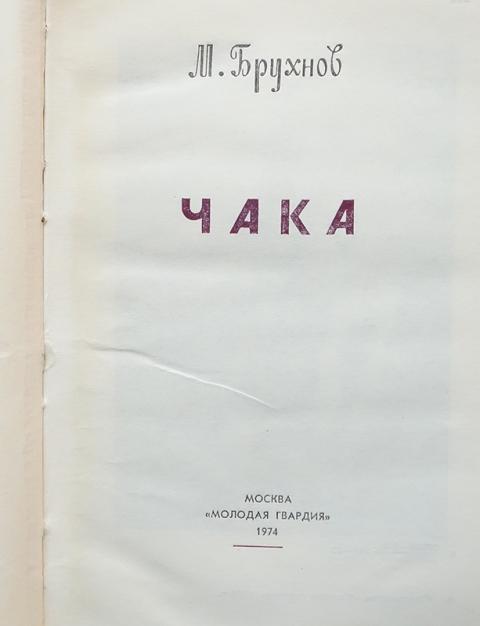 М. Брухнов
ЧАКА
МОСКВА
«МОЛОДАЯ ГВАРДИЯ»
1974